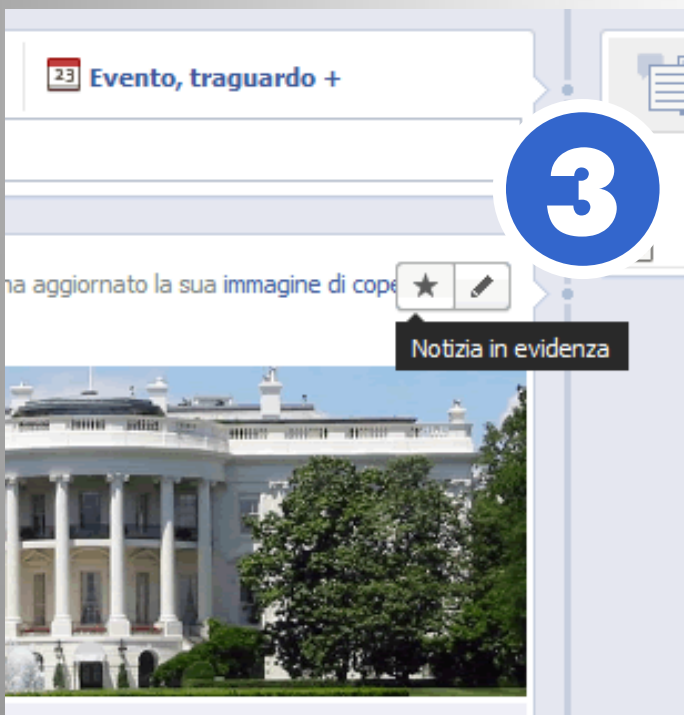 23 Evento, traguardo +
3
ha aggiornato la sua immagine di cope
Notizia in evidenza